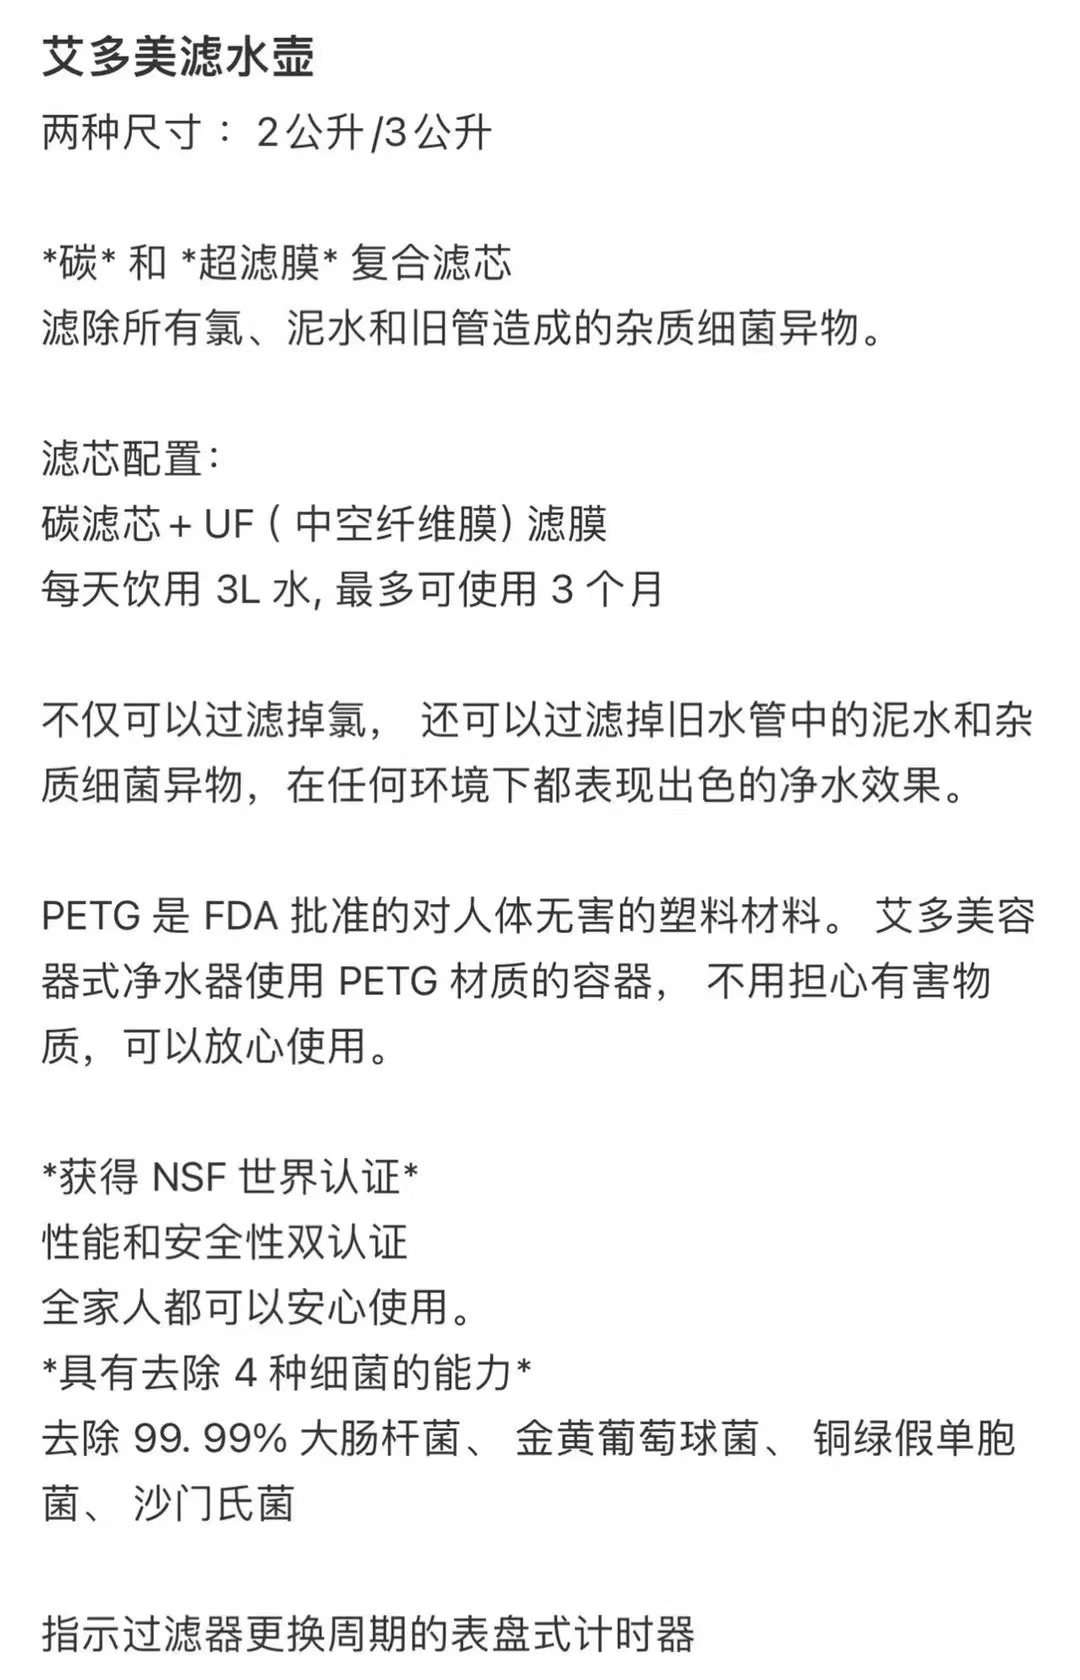 艾多美滤水壶
两种尺寸： 2公升/3公升
*碳* 和 *超滤膜* 复合滤芯
滤除所有氯、泥水和旧管造成的杂质细菌异物。
滤芯配置：
碳滤芯+ UF ( 中空纤维膜) 滤膜
每天饮用 3L 水, 最多可使用 3 个月
不仅可以过滤掉氯， 还可以过滤掉旧水管中的泥水和杂
质细菌异物，在任何环境下都表现出色的净水效果。
PETG 是 FDA 批准的对人体无害的塑料材料。 艾多美容
器式净水器使用 PETG 材质的容器， 不用担心有害物
质，可以放心使用。
*获得 NSF 世界认证*
性能和安全性双认证
全家人都可以安心使用。
*具有去除 4 种细菌的能力*
去除 99. 99% 大肠杆菌、 金黄葡萄球菌、 铜绿假单胞
菌、 沙门氏菌
指示过滤器更换周期的表盘式计时器